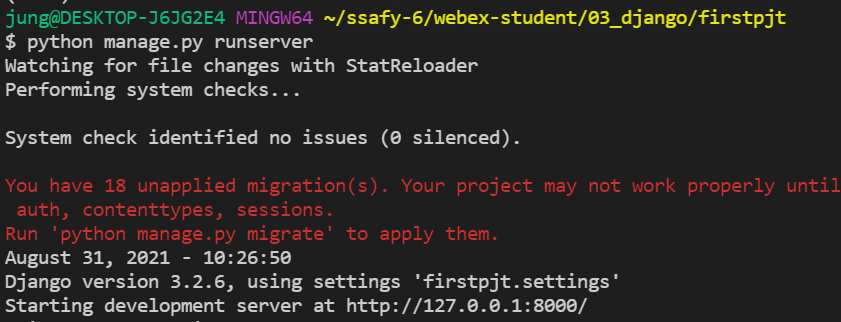 jung@DESKTOP-J6JG2E4 MINGW64 ~/ssafy-6/webex-student/03_django/firstpjt
$ python manage.py runserver
Watching for file changes with StatReloader
Performing system checks...
System check identified no issues (0 silenced).
You have 18 unapplied migration(s). Your project may not work properly until
auth, contenttypes, sessions.
Run 'python manage.py migrate' to apply them.
August 31, 2021 - 10:26:50
Django version 3.2.6, using settings 'firstpjt.settings'
Starting development server at http://127.0.0.1:8000/